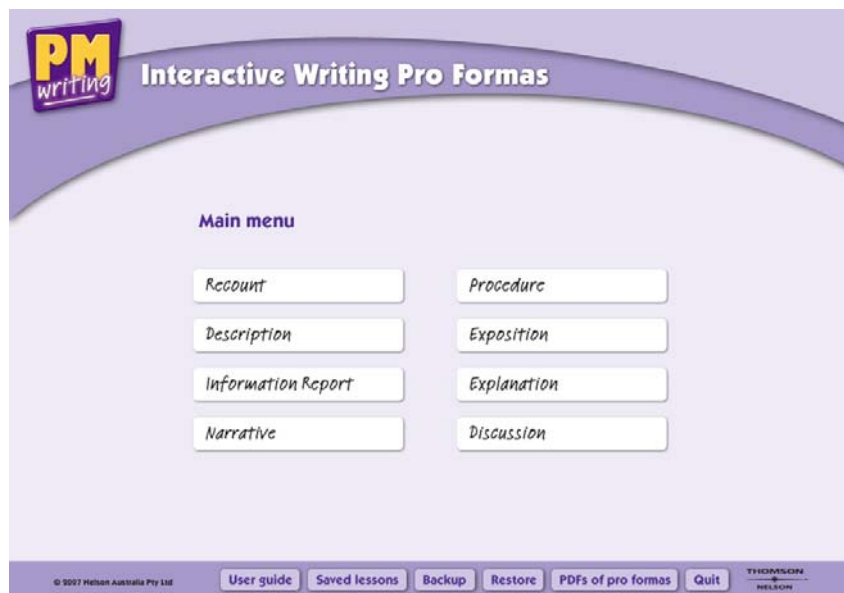 PM
writing
Interactive Writing Pro Formas
Main menu
Recount
Procedure
Description
Exposition
Information Report
Explanation
Narrative
Discussion
© 2007 Nelson Australia Pty Ltd
User guide
Saved lessons
Backup
Restore
PDFs of pro formas
Quit
THOMSON
NELSON